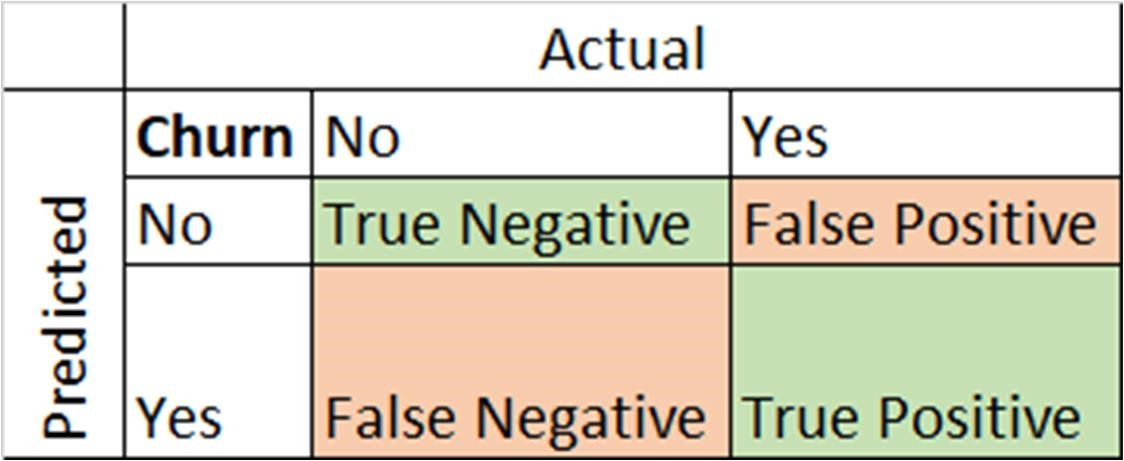 Actual
Churn No Yes
No True Negative False Positive
Predicted
Yes False Negative True Positive